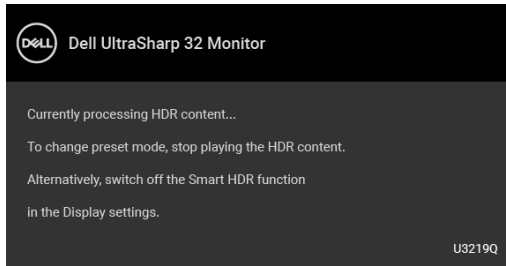 DELL Dell UltraSharp 32 Monitor
Currently processing HDR content...
To change preset mode, stop playing the HDR content.
Alternatively, switch off the Smart HDR function
in the Display settings.
U3219Q